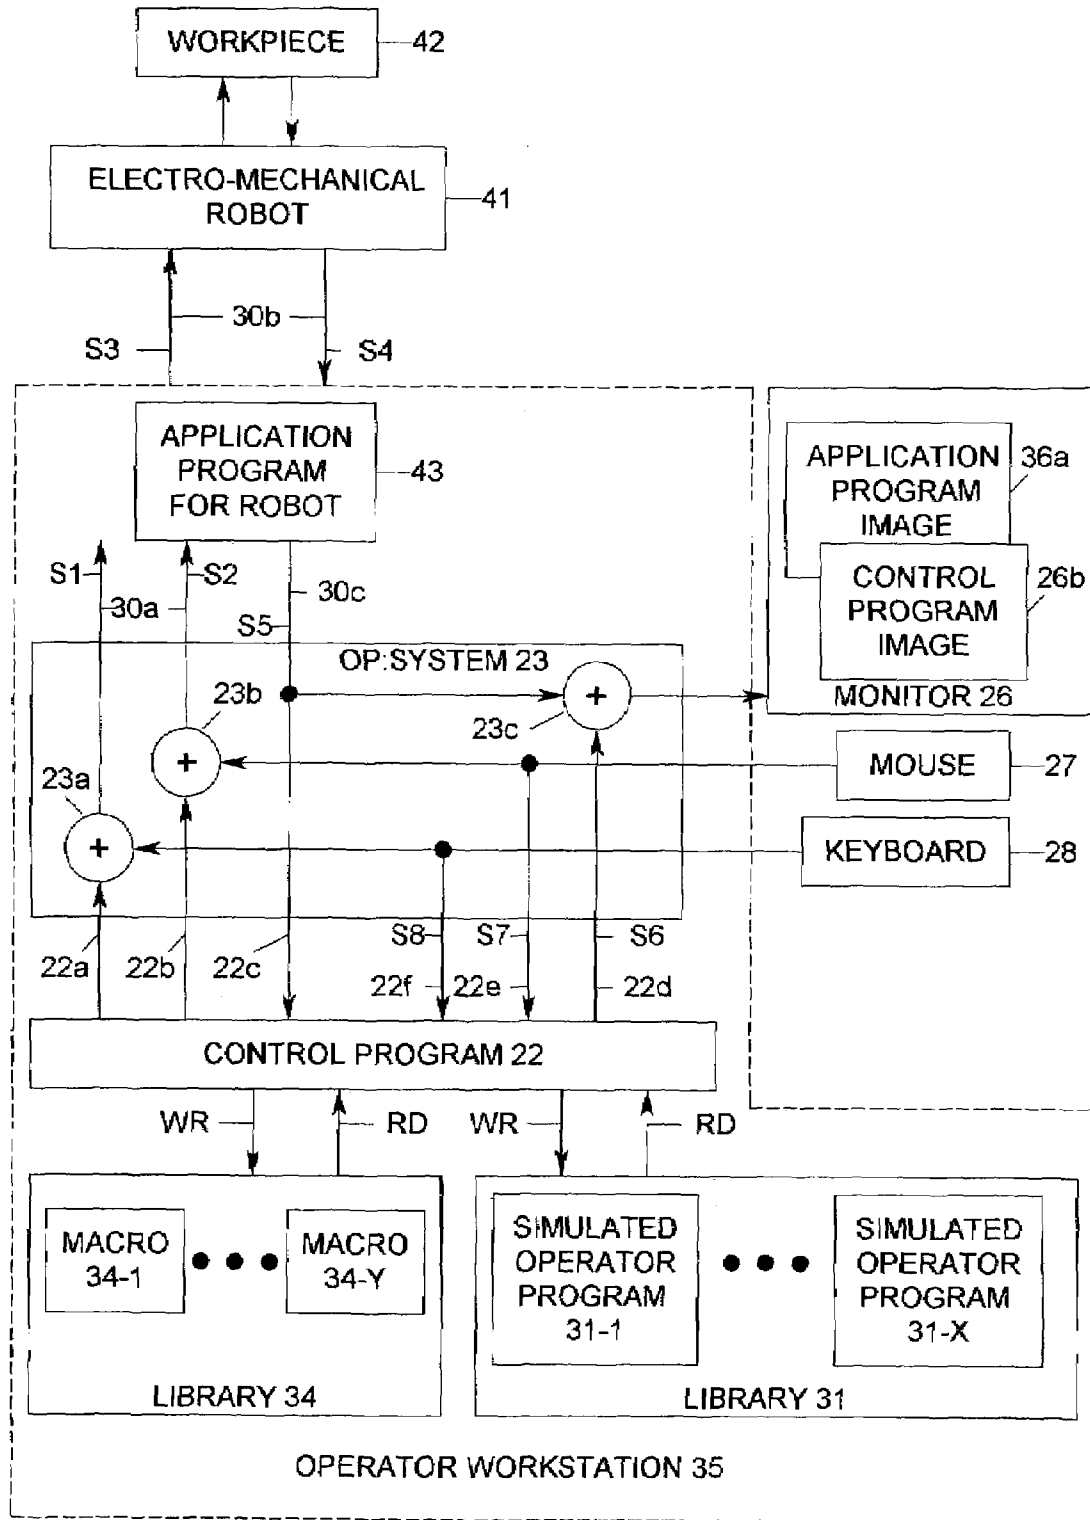 WORKPIECE
42
ELECTRO-MECHANICAL
ROBOT
41
30b
S3
S4
APPLICATION
PROGRAM
FOR ROBOT
43
APPLICATION
PROGRAM
IMAGE
36a
CONTROL
PROGRAM
IMAGE
26b
MONITOR 26
S1
S2
30a
30c
S5
OP:SYSTEM 23
23b
23c
23a
MOUSE
27
KEYBOARD
28
S8
S7
S6
22a
22b
22c
22f
22e
22d
CONTROL PROGRAM 22
WR
RD
WR
RD
MACRO
34-1
MACRO
34-Y
LIBRARY 34
SIMULATED
OPERATOR
PROGRAM
31-1
SIMULATED
OPERATOR
PROGRAM
31-X
LIBRARY 31
OPERATOR WORKSTATION 35